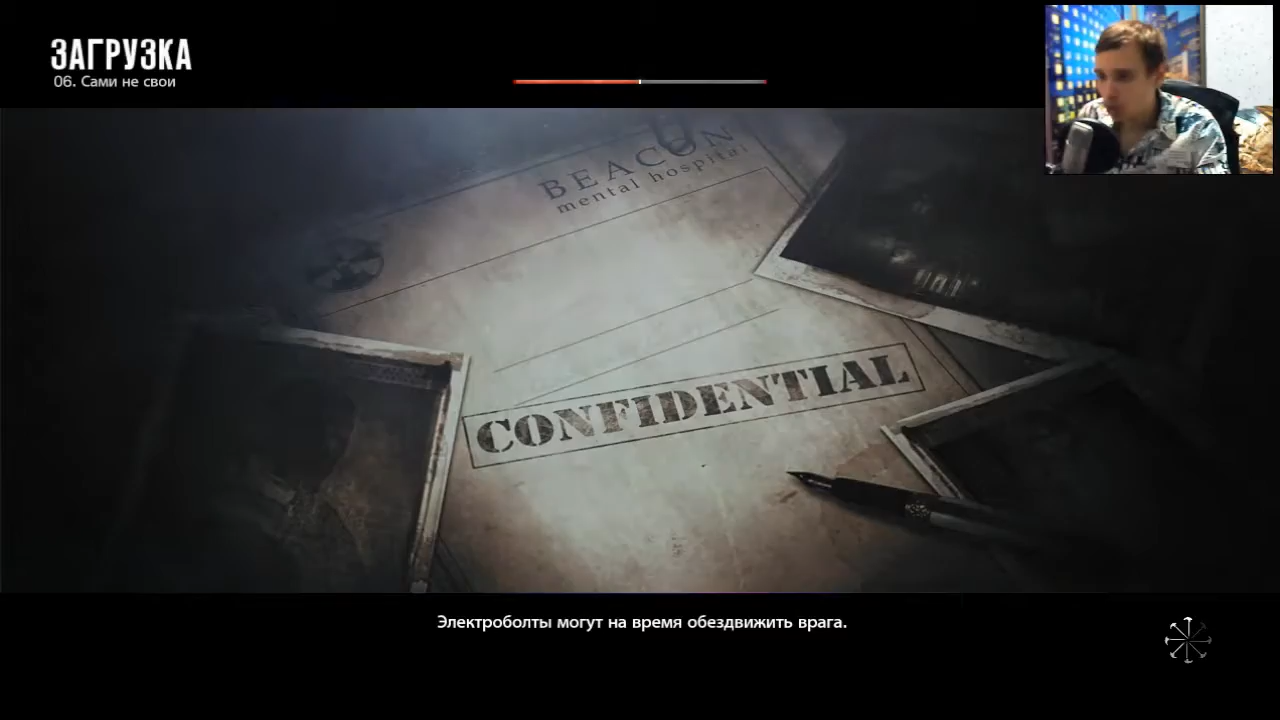 ЗАГРУЗКА
06. Сами не свои
BEACON
mental hospital
CONFIDENTIAL
Электроболты могут на время обездвижить врага.